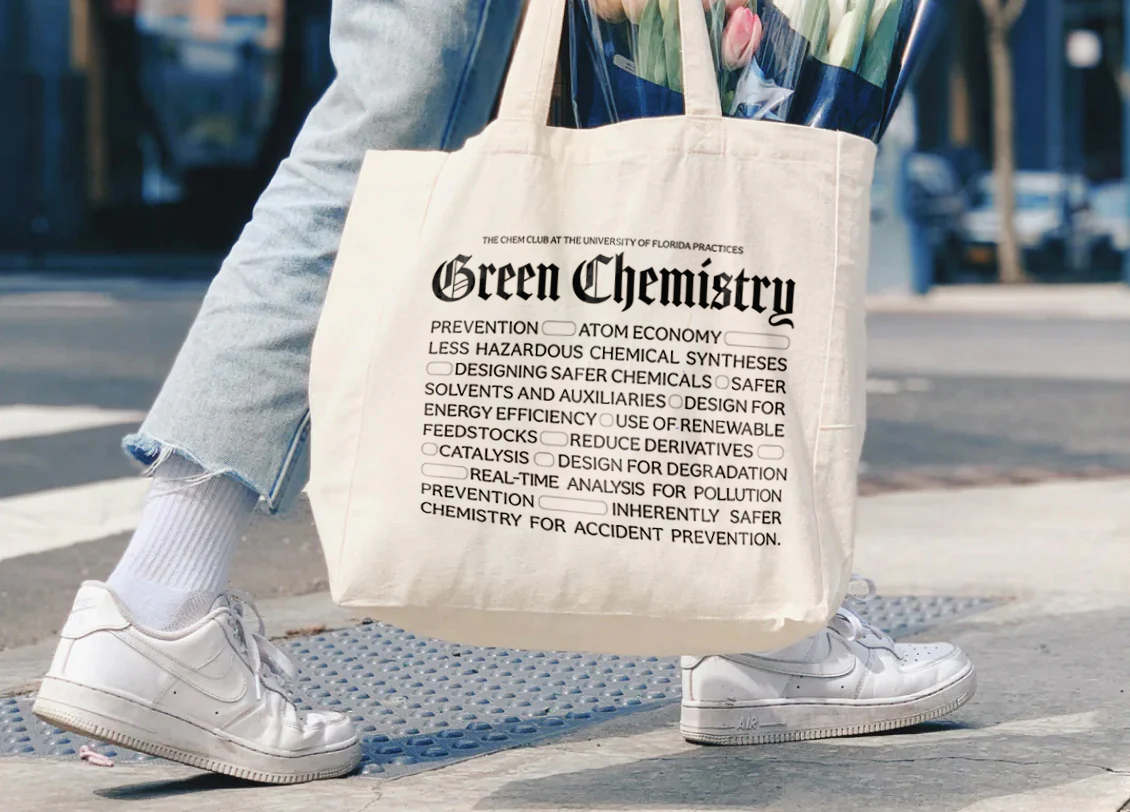 THE CHEM CLUB AT THE UNIVERSITY OF FLORIDA PRACTICES
Green Chemistry
PREVENTION ATOM ECONOMY
LESS HAZARDOUS CHEMICAL SYNTHESES
DESIGNING SAFER CHEMICALS SAFER
SOLVENTS AND AUXILIARIES DESIGN FOR
ENERGY EFFICIENCY USE OF RENEWABLE
FEEDSTOCKS REDUCE DERIVATIVES
CATALYSIS DESIGN FOR DEGRADATION
REAL-TIME ANALYSIS FOR POLLUTION
PREVENTION INHERENTLY SAFER
CHEMISTRY FOR ACCIDENT PREVENTION.
AIR